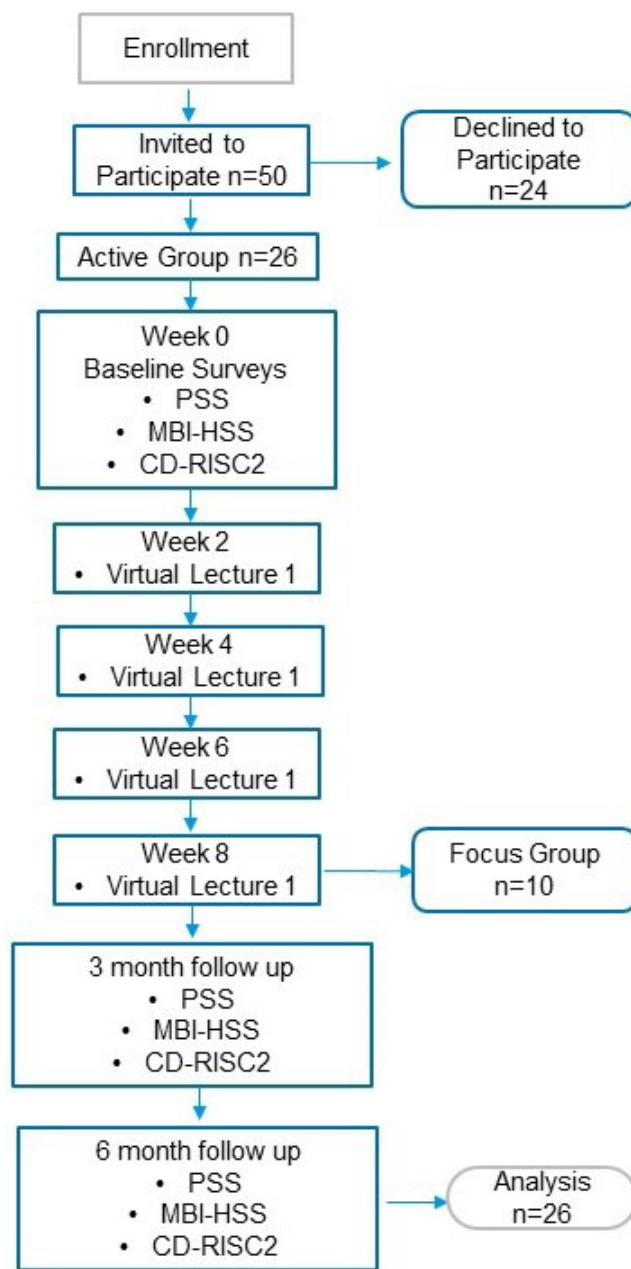 Enrollment
Invited to
Participate n=50
Declined to
Participate
n=24
Active Group n=26
Week 0
Baseline Surveys
• PSS
• MBI-HSS
• CD-RISC2
Week 2
• Virtual Lecture 1
Week 4
• Virtual Lecture 1
Week 6
• Virtual Lecture 1
Week 8
• Virtual Lecture 1
Focus Group
n=10
3 month follow up
• PSS
• MBI-HSS
• CD-RISC2
6 month follow up
• PSS
• MBI-HSS
• CD-RISC2
Analysis
n=26